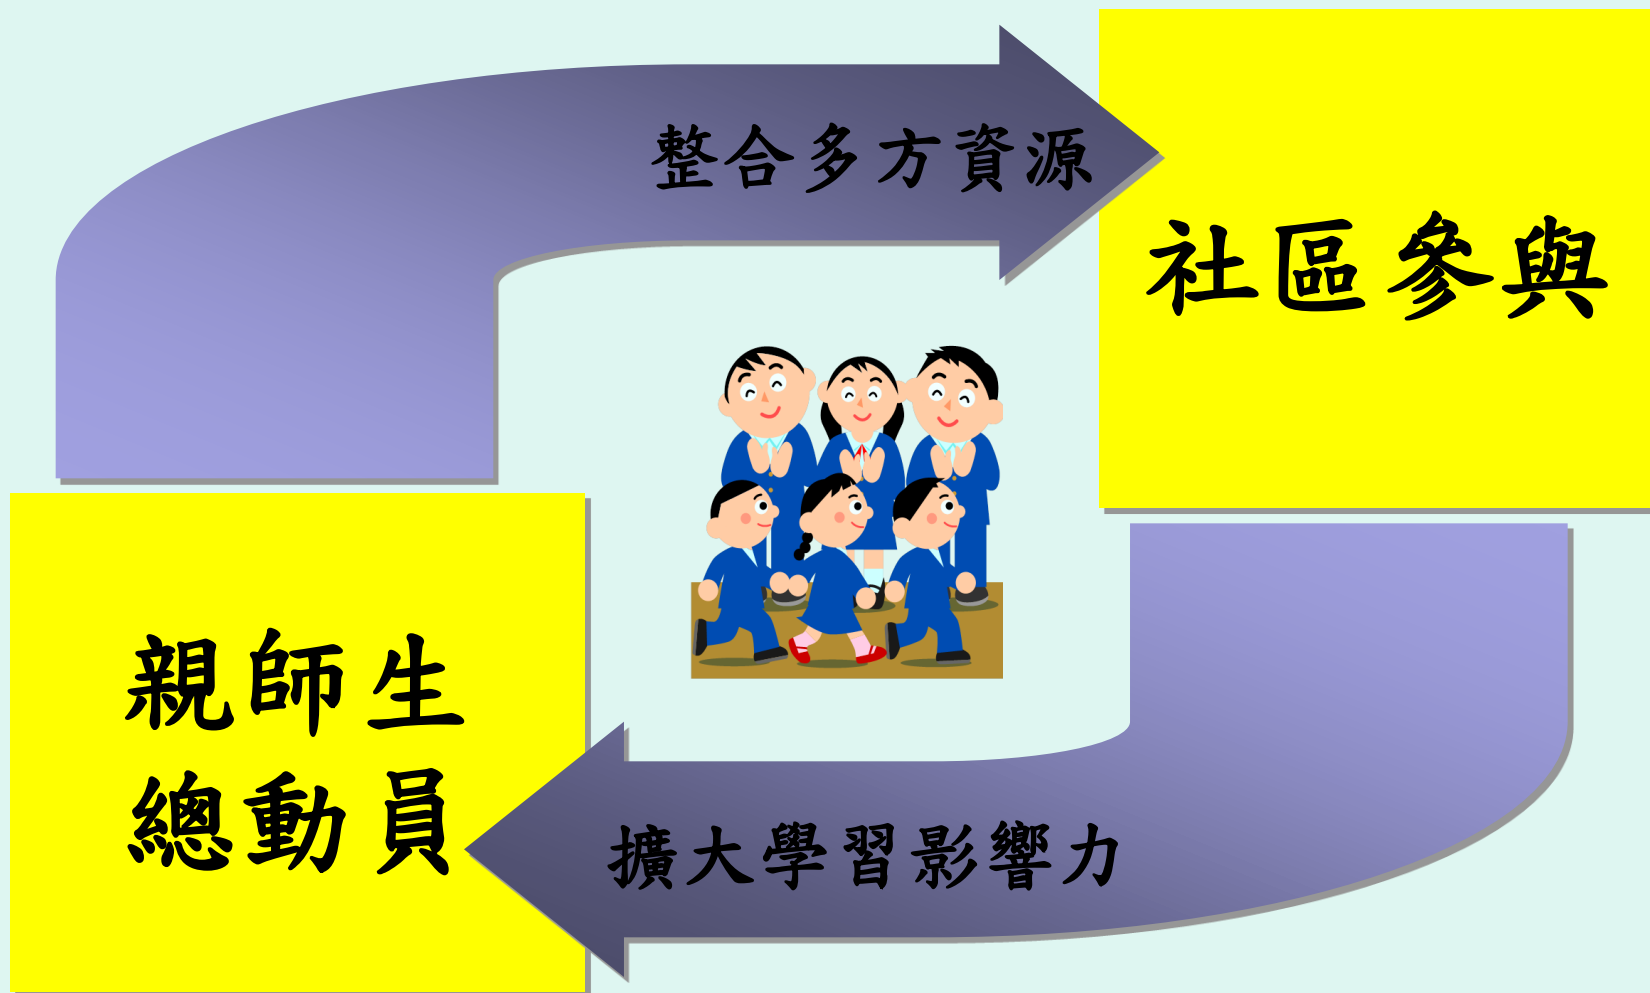 整合多方資源
社區參與
親師生
總動員
擴大學習影響力